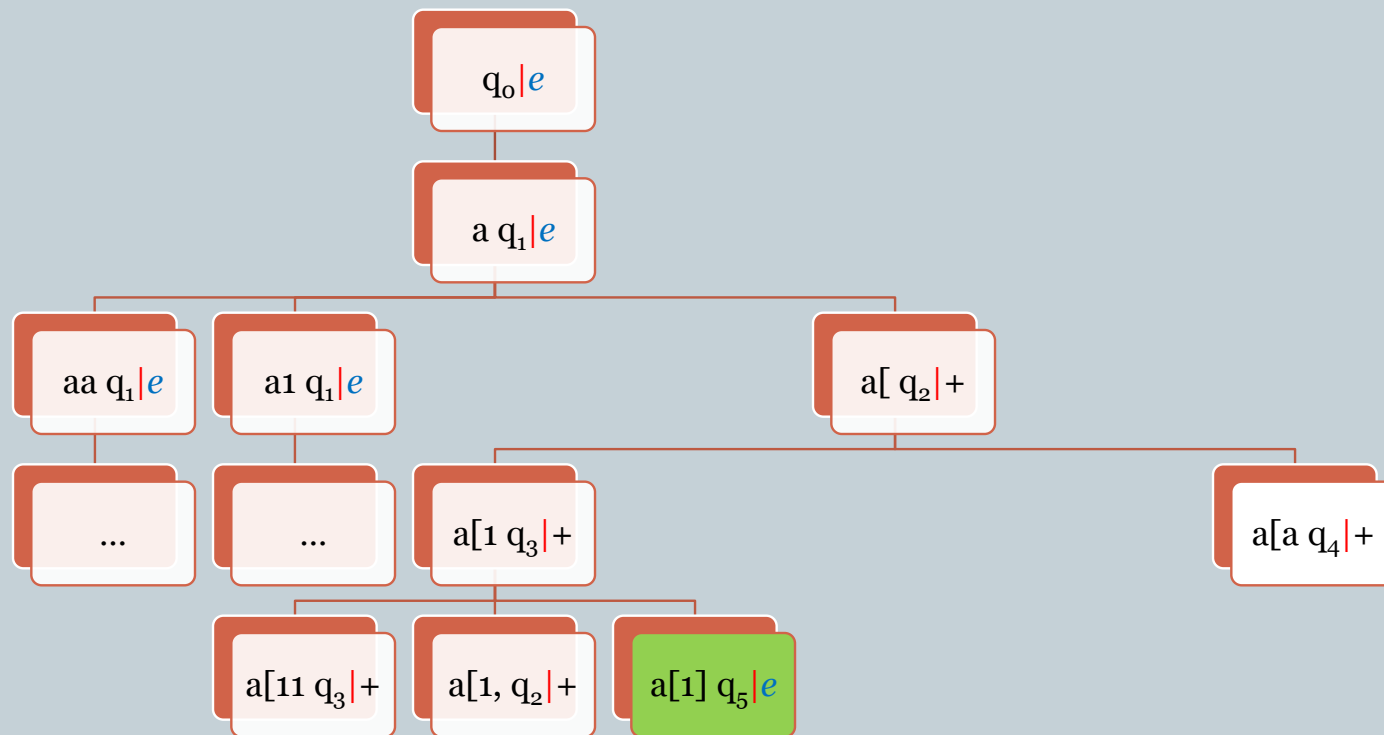 q₀|e
a q₁|e
aa q₁|e
a1 q₁|e
a[ q₂|+
...
...
a[1 q₃|+
a[a q₄|+
a[11 q₃|+
a[1, q₂|+
a[1] q₅|e